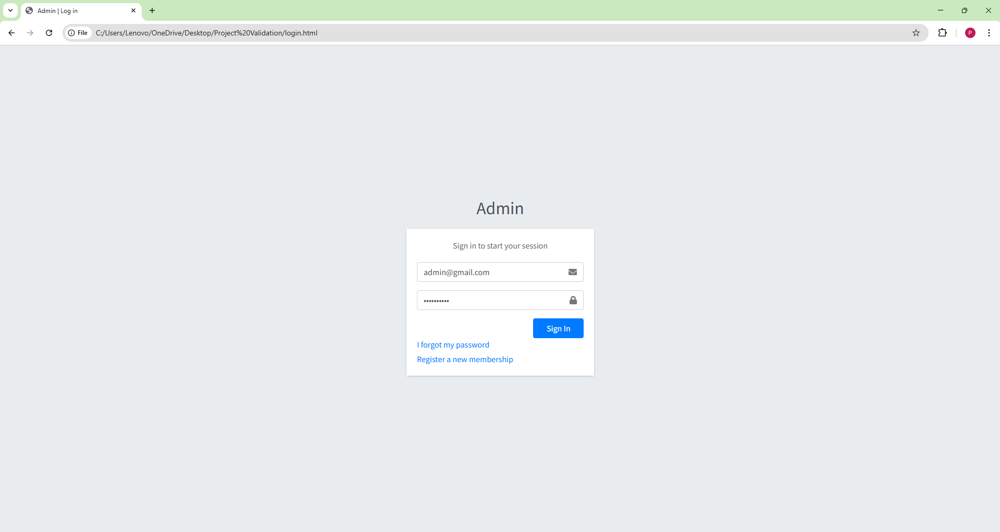 Admin | Log in
File C:/Users/Lenovo/OneDrive/Desktop/Project%20Validation/login.html
P
Admin
Sign in to start your session
admin@gmail.com
••••••••••
Sign In
I forgot my password
Register a new membership